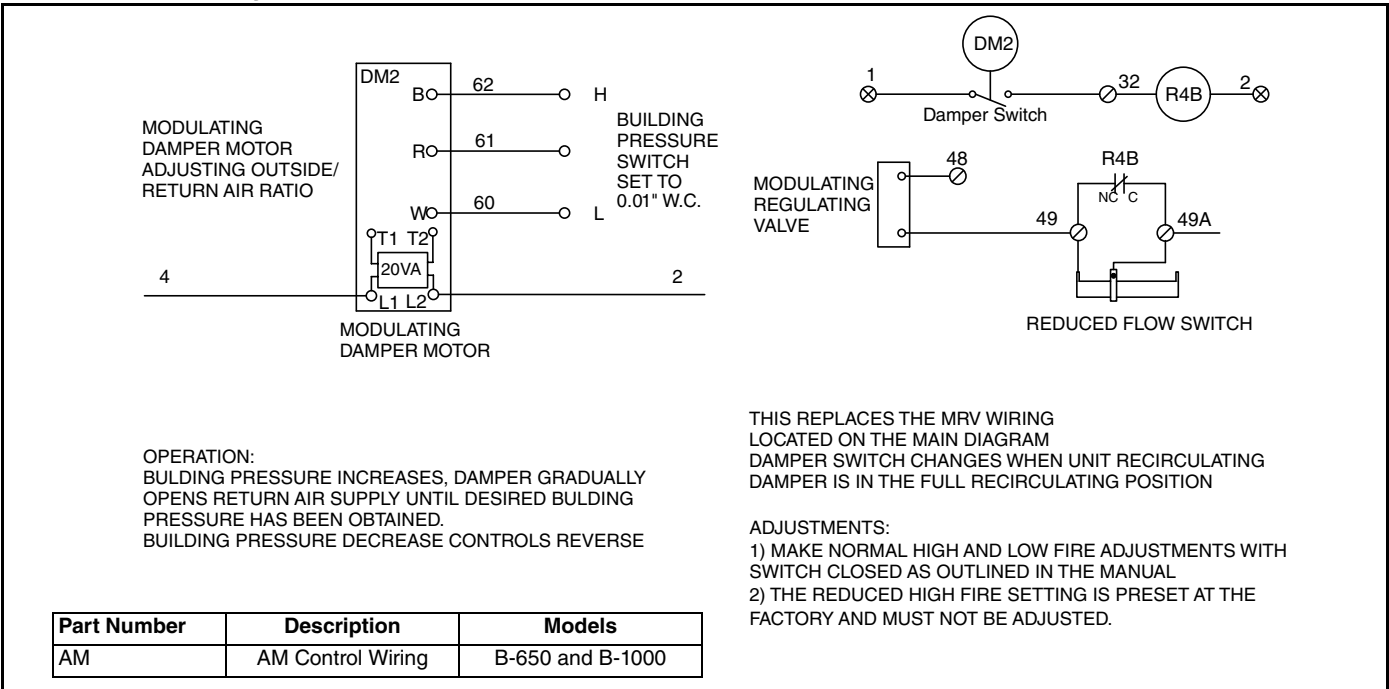 DM2
B 62 H
R 61
W 60 L
T1 T2
20VA
L1 L2
4
2
MODULATING
DAMPER MOTOR
ADJUSTING OUTSIDE/
RETURN AIR RATIO
BUILDING
PRESSURE
SWITCH
SET TO
0.01" W.C.
MODULATING
DAMPER MOTOR
DM2
1
32
R4B
2
Damper Switch
MODULATING
REGULATING
VALVE
48
49
R4B
NC C
49A
REDUCED FLOW SWITCH
OPERATION:
BULDING PRESSURE INCREASES, DAMPER GRADUALLY
OPENS RETURN AIR SUPPLY UNTIL DESIRED BULDING
PRESSURE HAS BEEN OBTAINED.
BUILDING PRESSURE DECREASE CONTROLS REVERSE
THIS REPLACES THE MRV WIRING
LOCATED ON THE MAIN DIAGRAM
DAMPER SWITCH CHANGES WHEN UNIT RECIRCULATING
DAMPER IS IN THE FULL RECIRCULATING POSITION
ADJUSTMENTS:
1) MAKE NORMAL HIGH AND LOW FIRE ADJUSTMENTS WITH
SWITCH CLOSED AS OUTLINED IN THE MANUAL
2) THE REDUCED HIGH FIRE SETTING IS PRESET AT THE
FACTORY AND MUST NOT BE ADJUSTED.
Part Number Description Models
AM AM Control Wiring B-650 and B-1000